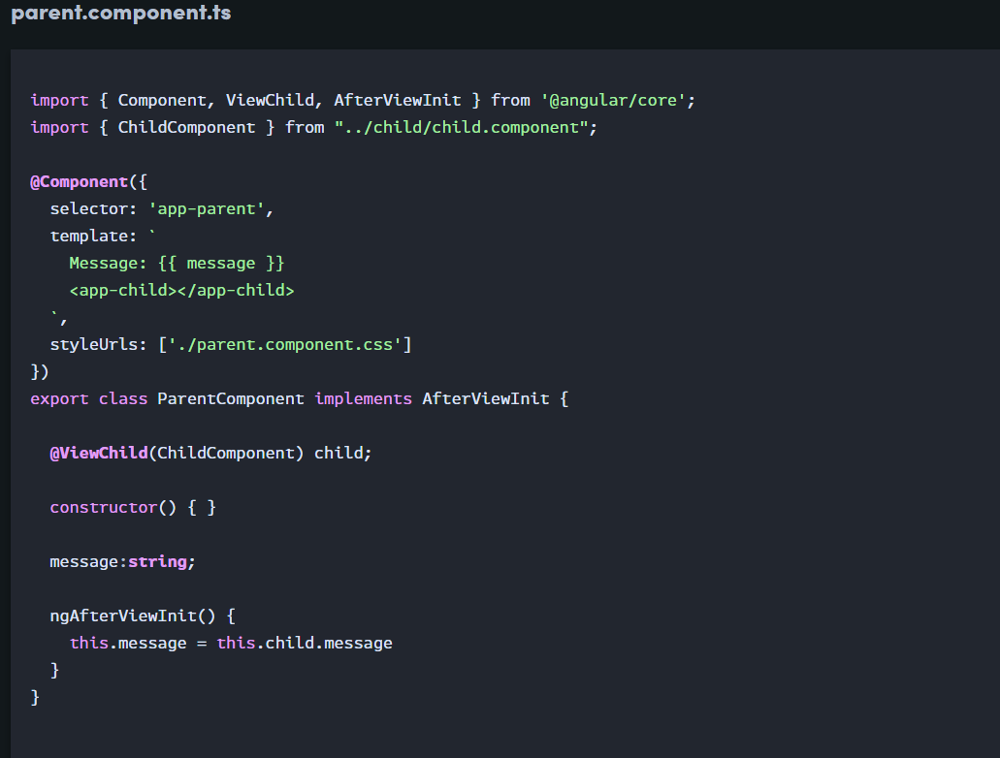 parent.component.ts
import { Component, ViewChild, AfterViewInit } from '@angular/core';
import { ChildComponent } from "../child/child.component";
@Component({
  selector: 'app-parent',
  template: `
    Message: {{ message }}
    <app-child></app-child>
  `,
  styleUrls: ['./parent.component.css']
})
export class ParentComponent implements AfterViewInit {
  @ViewChild(ChildComponent) child;
  constructor() { }
  message:string;
  ngAfterViewInit() {
    this.message = this.child.message
  }
}